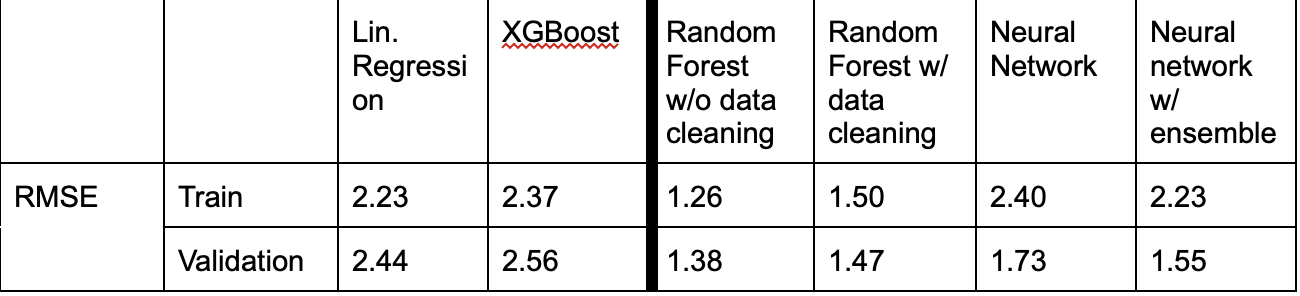 Lin.
Regressi
on
XGBoost
Random
Forest
w/o data
cleaning
Random
Forest w/
data
cleaning
Neural
Network
Neural
network
w/
ensemble
RMSE Train 2.23 2.37 1.26 1.50 2.40 2.23
Validation 2.44 2.56 1.38 1.47 1.73 1.55